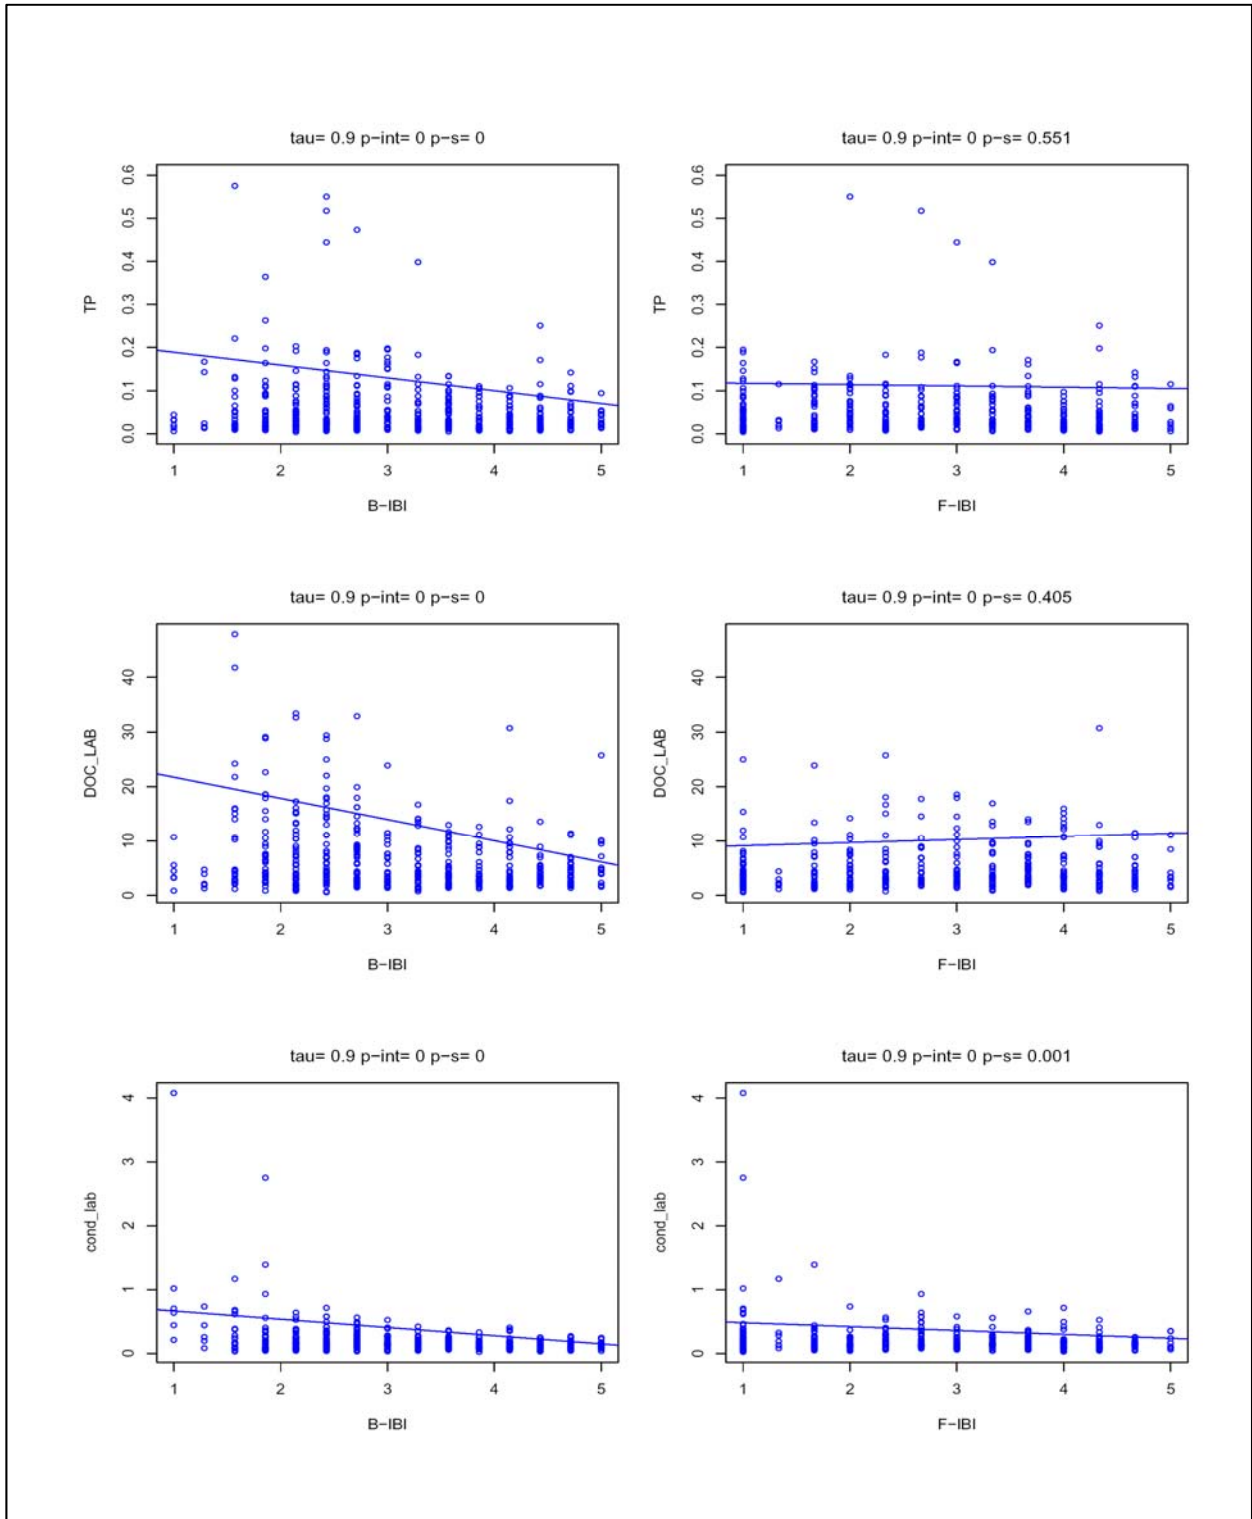 tau= 0.9 p−int= 0 p−s= 0
tau= 0.9 p−int= 0 p−s= 0.551
TP
0.0 0.1 0.2 0.3 0.4 0.5 0.6
1 2 3 4 5
B−IBI
TP
0.0 0.1 0.2 0.3 0.4 0.5 0.6
1 2 3 4 5
F−IBI
tau= 0.9 p−int= 0 p−s= 0
tau= 0.9 p−int= 0 p−s= 0.405
DOC_LAB
0 10 20 30 40
1 2 3 4 5
B−IBI
DOC_LAB
0 10 20 30 40
1 2 3 4 5
F−IBI
tau= 0.9 p−int= 0 p−s= 0
tau= 0.9 p−int= 0 p−s= 0.001
cond_lab
0 1 2 3 4
1 2 3 4 5
B−IBI
cond_lab
0 1 2 3 4
1 2 3 4 5
F−IBI